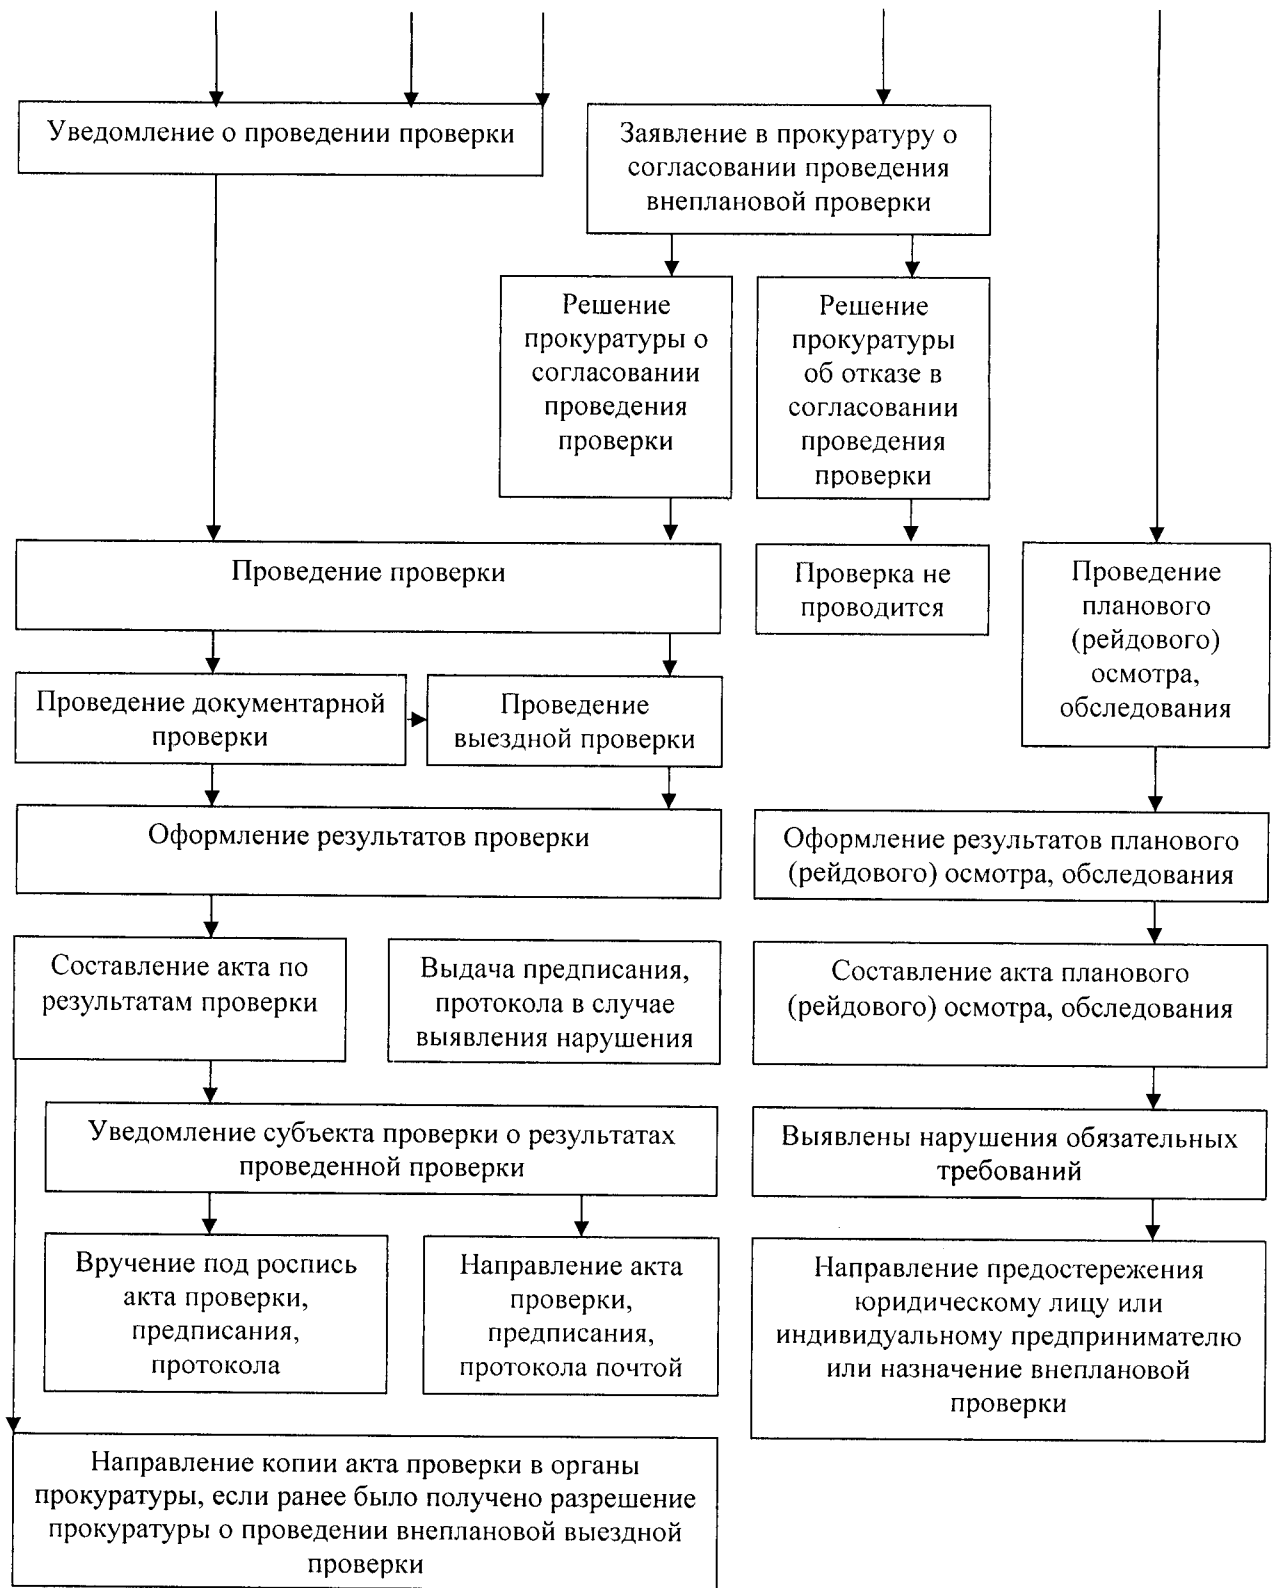 Уведомление о проведении проверки
Заявление в прокуратуру о
согласовании проведения
внеплановой проверки
Решение
прокуратуры о
согласовании
проведения
проверки
Решение
прокуратуры
об отказе в
согласовании
проведения
проверки
Проведение проверки
Проверка не
проводится
Проведение
планового
(рейдового)
осмотра,
обследования
Проведение документарной
проверки
Проведение
выездной проверки
Оформление результатов проверки
Оформление результатов планового
(рейдового) осмотра, обследования
Составление акта по
результатам проверки
Выдача предписания,
протокола в случае
выявления нарушения
Составление акта планового
(рейдового) осмотра, обследования
Уведомление субъекта проверки о результатах
проведенной проверки
Выявлены нарушения обязательных
требований
Вручение под роспись
акта проверки,
предписания,
протокола
Направление акта
проверки,
предписания,
протокола почтой
Направление предостережения
юридическому лицу или
индивидуальному предпринимателю
или назначение внеплановой
проверки
Направление копии акта проверки в органы
прокуратуры, если ранее было получено разрешение
прокуратуры о проведении внеплановой выездной
проверки